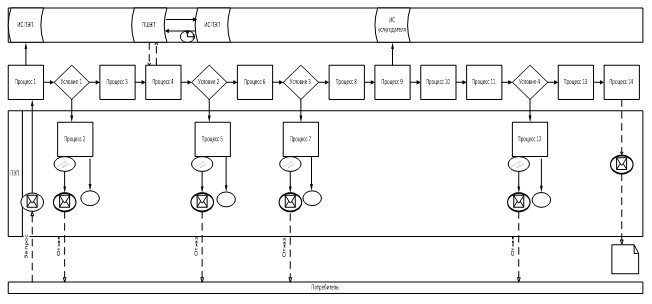 ИС ПЭП
ПШЭП
ИС ПЭП
ИС
услугодателя
Процесс 1
Условие 1
Процесс 3
Процесс 4
Условие 2
Процесс 6
Условие 3
Процесс 8
Процесс 9
Процесс 10
Процесс 11
Условие 4
Процесс 13
Процесс 14
Процесс 2
Процесс 5
Процесс 7
Процесс 12
ПЭП
Запрос
Отказ
Отказ
Отказ
Отказ
Потребитель